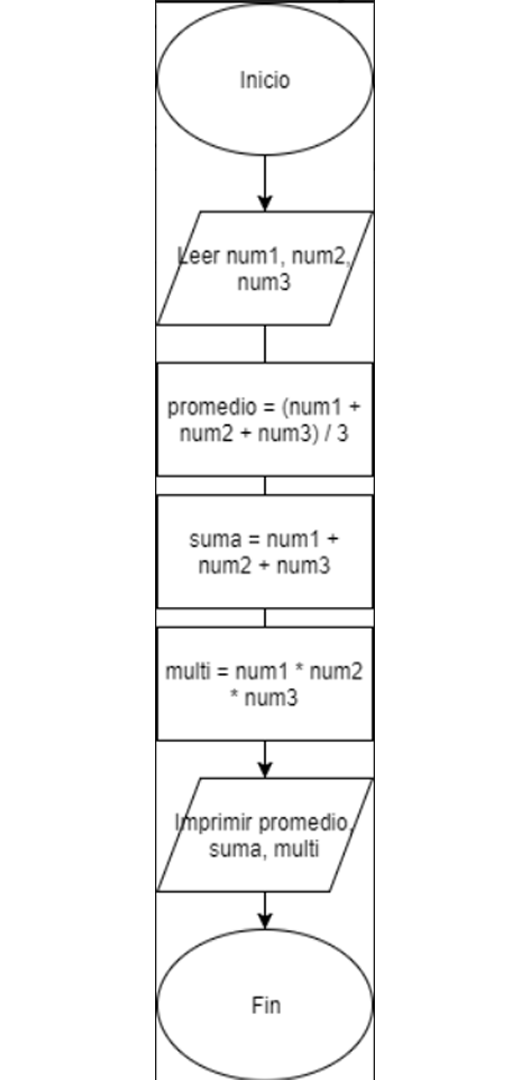 Inicio
Leer num1, num2,
num3
promedio = (num1 +
num2 + num3) / 3
suma = num1 +
num2 + num3
multi = num1 * num2
* num3
Imprimir promedio,
suma, multi
Fin